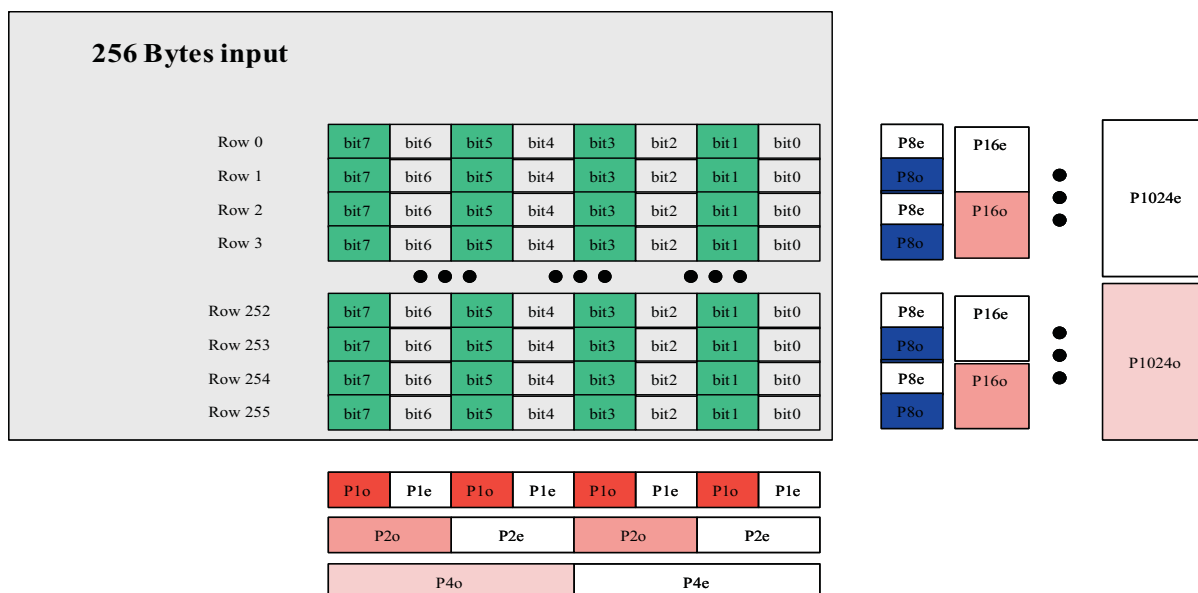 256 Bytes input
Row 0 bit7 bit6 bit5 bit4 bit3 bit2 bit1 bit0 P8e P16e P1024e
Row 1 bit7 bit6 bit5 bit4 bit3 bit2 bit1 bit0 P8o
Row 2 bit7 bit6 bit5 bit4 bit3 bit2 bit1 bit0 P8e P16o
Row 3 bit7 bit6 bit5 bit4 bit3 bit2 bit1 bit0 P8o
Row 252 bit7 bit6 bit5 bit4 bit3 bit2 bit1 bit0 P8e P16e P1024o
Row 253 bit7 bit6 bit5 bit4 bit3 bit2 bit1 bit0 P8o
Row 254 bit7 bit6 bit5 bit4 bit3 bit2 bit1 bit0 P8e P16o
Row 255 bit7 bit6 bit5 bit4 bit3 bit2 bit1 bit0 P8o
P1o P1e P1o P1e P1o P1e P1o P1e
P2o P2e P2o P2e
P4o P4e